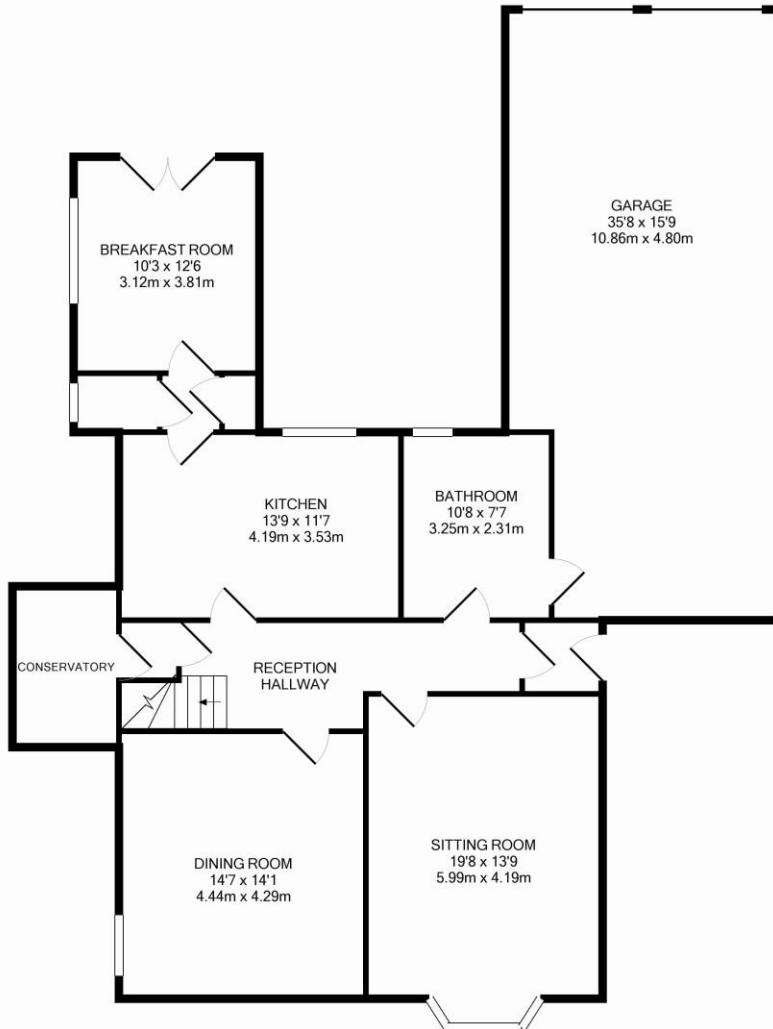 GARAGE
35'8 x 15'9
10.86m x 4.80m
BREAKFAST ROOM
10'3 x 12'6
3.12m x 3.81m
KITCHEN
13'9 x 11'7
4.19m x 3.53m
BATHROOM
10'8 x 7'7
3.25m x 2.31m
CONSERVATORY
RECEPTION
HALLWAY
DINING ROOM
14'7 x 14'1
4.44m x 4.29m
SITTING ROOM
19'8 x 13'9
5.99m x 4.19m